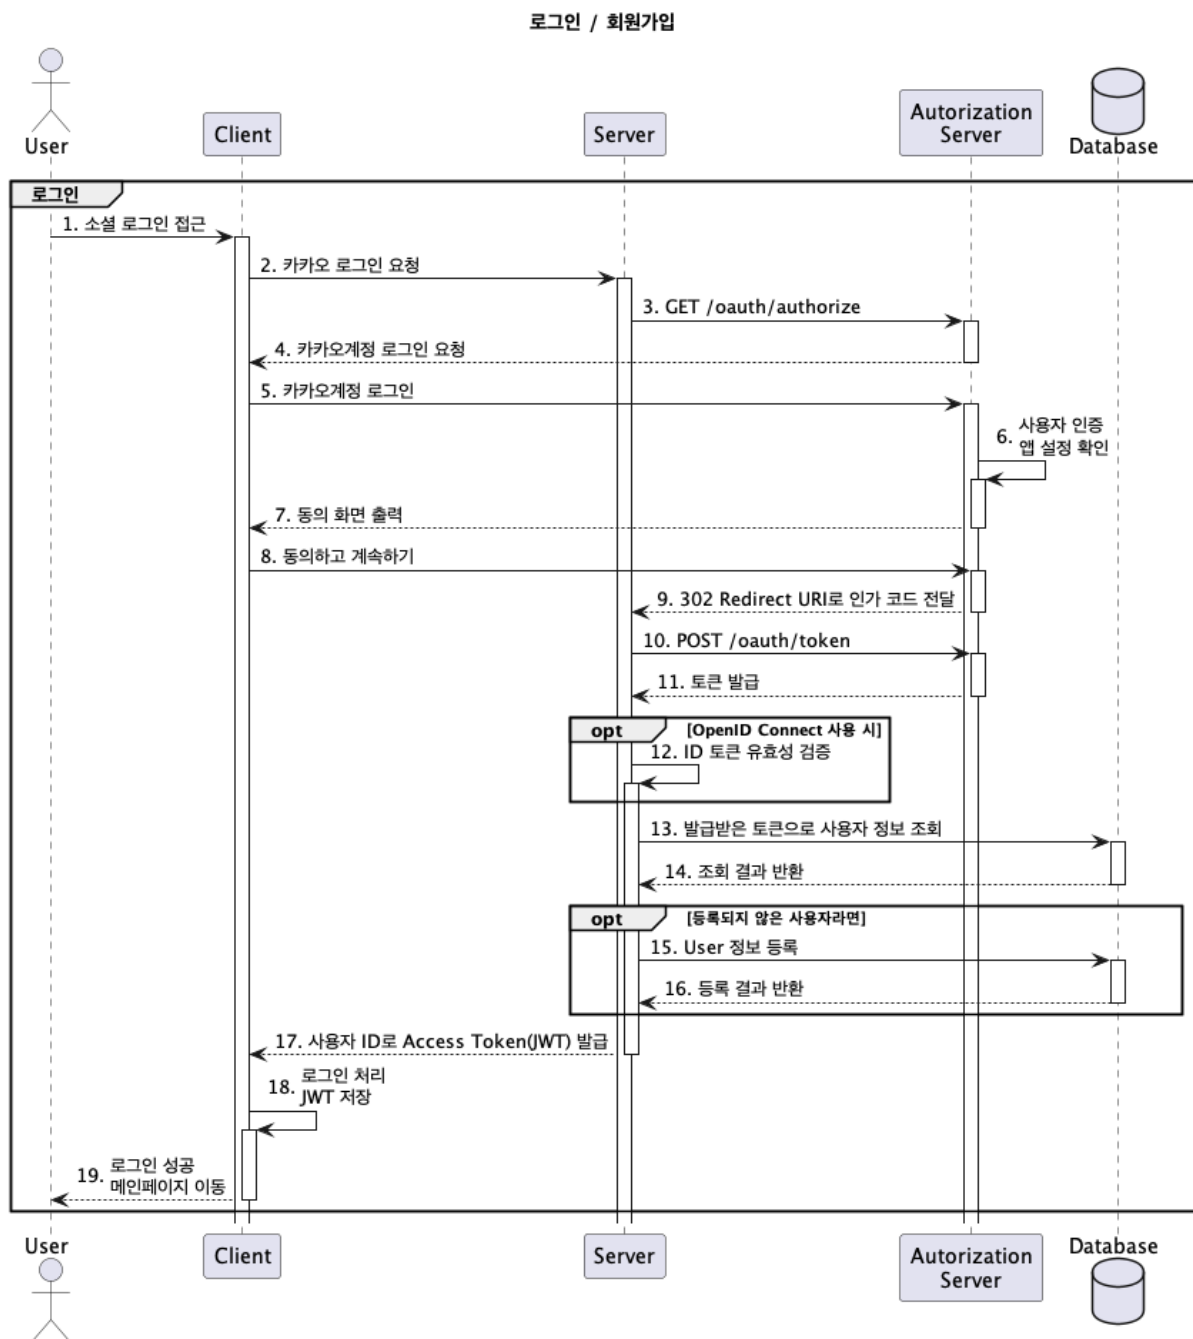 로그인 / 회원가입
User
Client
Server
Autorization
Server
Database
로그인
1. 소셜 로그인 접근
2. 카카오 로그인 요청
3. GET /oauth/authorize
4. 카카오계정 로그인 요청
5. 카카오계정 로그인
6. 사용자 인증
앱 설정 확인
7. 동의 화면 출력
8. 동의하고 계속하기
9. 302 Redirect URI로 인가 코드 전달
10. POST /oauth/token
11. 토큰 발급
opt [OpenID Connect 사용 시]
12. ID 토큰 유효성 검증
13. 발급받은 토큰으로 사용자 정보 조회
14. 조회 결과 반환
opt [등록되지 않은 사용자라면]
15. User 정보 등록
16. 등록 결과 반환
17. 사용자 ID로 Access Token(JWT) 발급
18. 로그인 처리
JWT 저장
19. 로그인 성공
메인페이지 이동
User
Client
Server
Autorization
Server
Database